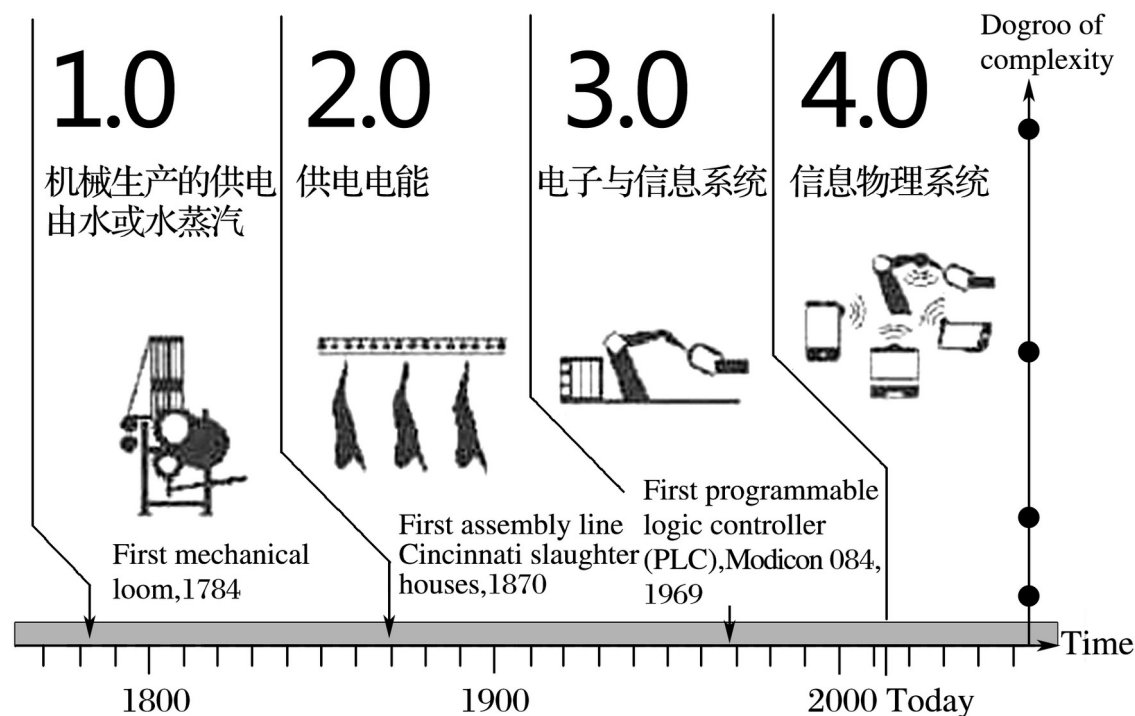 1.0
机械生产的供电
由水或水蒸汽
First mechanical
loom,1784
2.0
供电电能
First assembly line
Cincinnati slaughter
houses,1870
3.0
电子与信息系统
First programmable
logic controller
(PLC),Modicon 084,
1969
4.0
信息物理系统
Dogroo of
complexity
Time
1800
1900
2000 Today